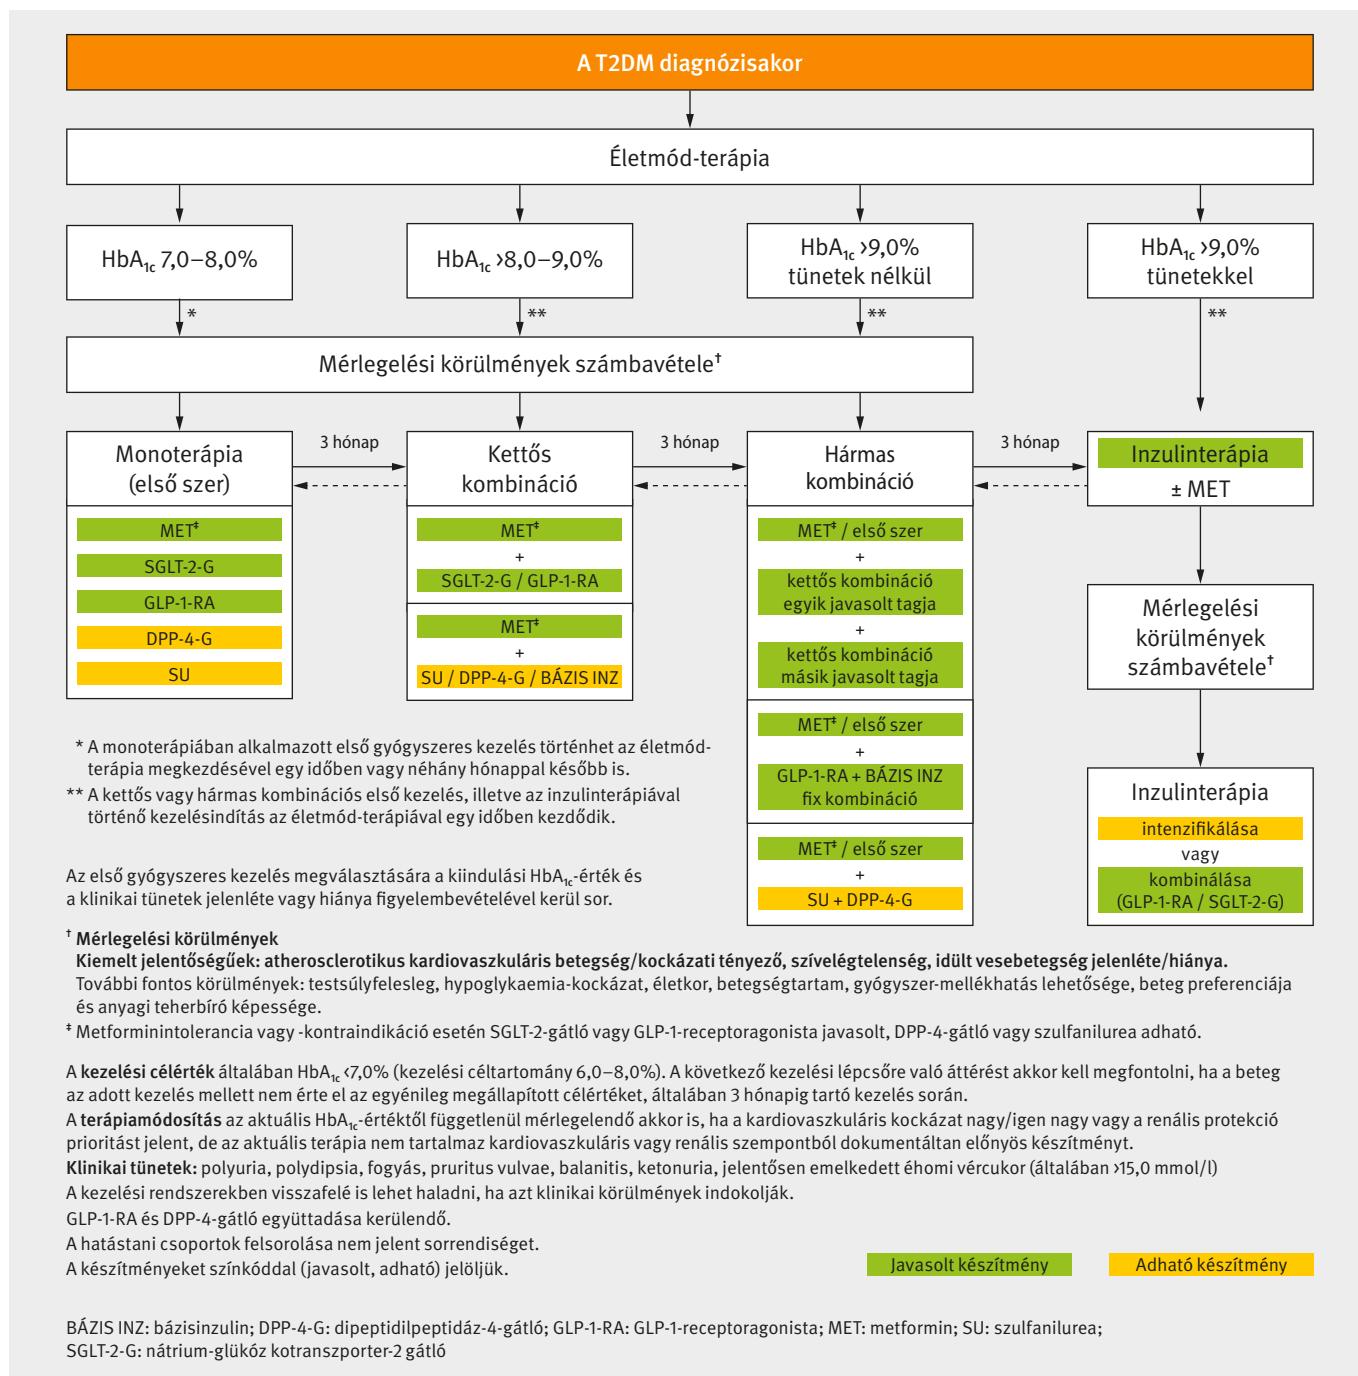 A T2DM diagnózisakor
Életmód-terápia
HbA1c 7,0–8,0%
HbA1c >8,0–9,0%
HbA1c >9,0%
tünetek nélkül
HbA1c >9,0%
tünetekkel
*
**
**
**
Mérlegelési körülmények számbavétele†
Monoterápia
(első szer)
3 hónap
Kettős
kombináció
3 hónap
Hármas
kombináció
3 hónap
Inzulinterápia
± MET
MET‡
SGLT-2-G
GLP-1-RA
DPP-4-G
SU
MET‡
+
SGLT-2-G / GLP-1-RA
MET‡
+
SU / DPP-4-G / BÁZIS INZ
MET‡ / első szer
+
kettős kombináció
egyik javasolt tagja
+
kettős kombináció
másik javasolt tagja
MET‡ / első szer
+
GLP-1-RA + BÁZIS INZ
fix kombináció
MET‡ / első szer
+
SU + DPP-4-G
Mérlegelési
körülmények
számbavétele†
Inzulinterápia
intenzifikálása
vagy
kombinálása
(GLP-1-RA / SGLT-2-G)
* A monoterápiában alkalmazott első gyógyszeres kezelés történhet az életmód-
terápia megkezdésével egy időben vagy néhány hónappal később is.
** A kettős vagy hármas kombinációs első kezelés, illetve az inzulinterápiával
történő kezelésindítás az életmód-terápiával egy időben kezdődik.
Az első gyógyszeres kezelés megválasztására a kiindulási HbA1c-érték és
a klinikai tünetek jelenléte vagy hiánya figyelembevételével kerül sor.
† Mérlegelési körülmények
Kiemelt jelentőségűek: atherosclerotikus kardiovaszkuláris betegség/kockázati tényező, szívelégtelenség, idült vesebetegség jelenléte/hiánya.
További fontos körülmények: testsúlyfelesleg, hypoglykaemia-kockázat, életkor, betegségtartam, gyógyszer-mellékhatás lehetősége, beteg preferenciája
és anyagi teherbíró képessége.
‡ Metforminintolerancia vagy -kontraindikáció esetén SGLT-2-gátló vagy GLP-1-receptoragonista javasolt, DPP-4-gátló vagy szulfanilurea adható.
A kezelési célérték általában HbA1c <7,0% (kezelési céltartomány 6,0–8,0%). A következő kezelési lépcsőre való áttérést akkor kell megfontolni, ha a beteg
az adott kezelés mellett nem érte el az egyénileg megállapított célértéket, általában 3 hónapig tartó kezelés során.
A terápiamódosítás az aktuális HbA1c-értéktől függetlenül mérlegelendő akkor is, ha a kardiovaszkuláris kockázat nagy/igen nagy vagy a renális protekció
prioritást jelent, de az aktuális terápia nem tartalmaz kardiovaszkuláris vagy renális szempontból dokumentáltan előnyös készítményt.
Klinikai tünetek: polyuria, polydipsia, fogyás, pruritus vulvae, balanitis, ketonuria, jelentősen emelkedett éhomi vércukor (általában >15,0 mmol/l)
A kezelési rendszerekben visszafelé is lehet haladni, ha azt klinikai körülmények indokolják.
GLP-1-RA és DPP-4-gátló együttadása kerülendő.
A hatástani csoportok felsorolása nem jelent sorrendiséget.
A készítményeket színkóddal (javasolt, adható) jelöljük.
Javasolt készítmény
Adható készítmény
BÁZIS INZ: bázisinzulin; DPP-4-G: dipeptidilpeptidáz-4-gátló; GLP-1-RA: GLP-1-receptoragonista; MET: metformin; SU: szulfanilurea;
SGLT-2-G: nátrium-glükóz kotranszporter-2 gátló